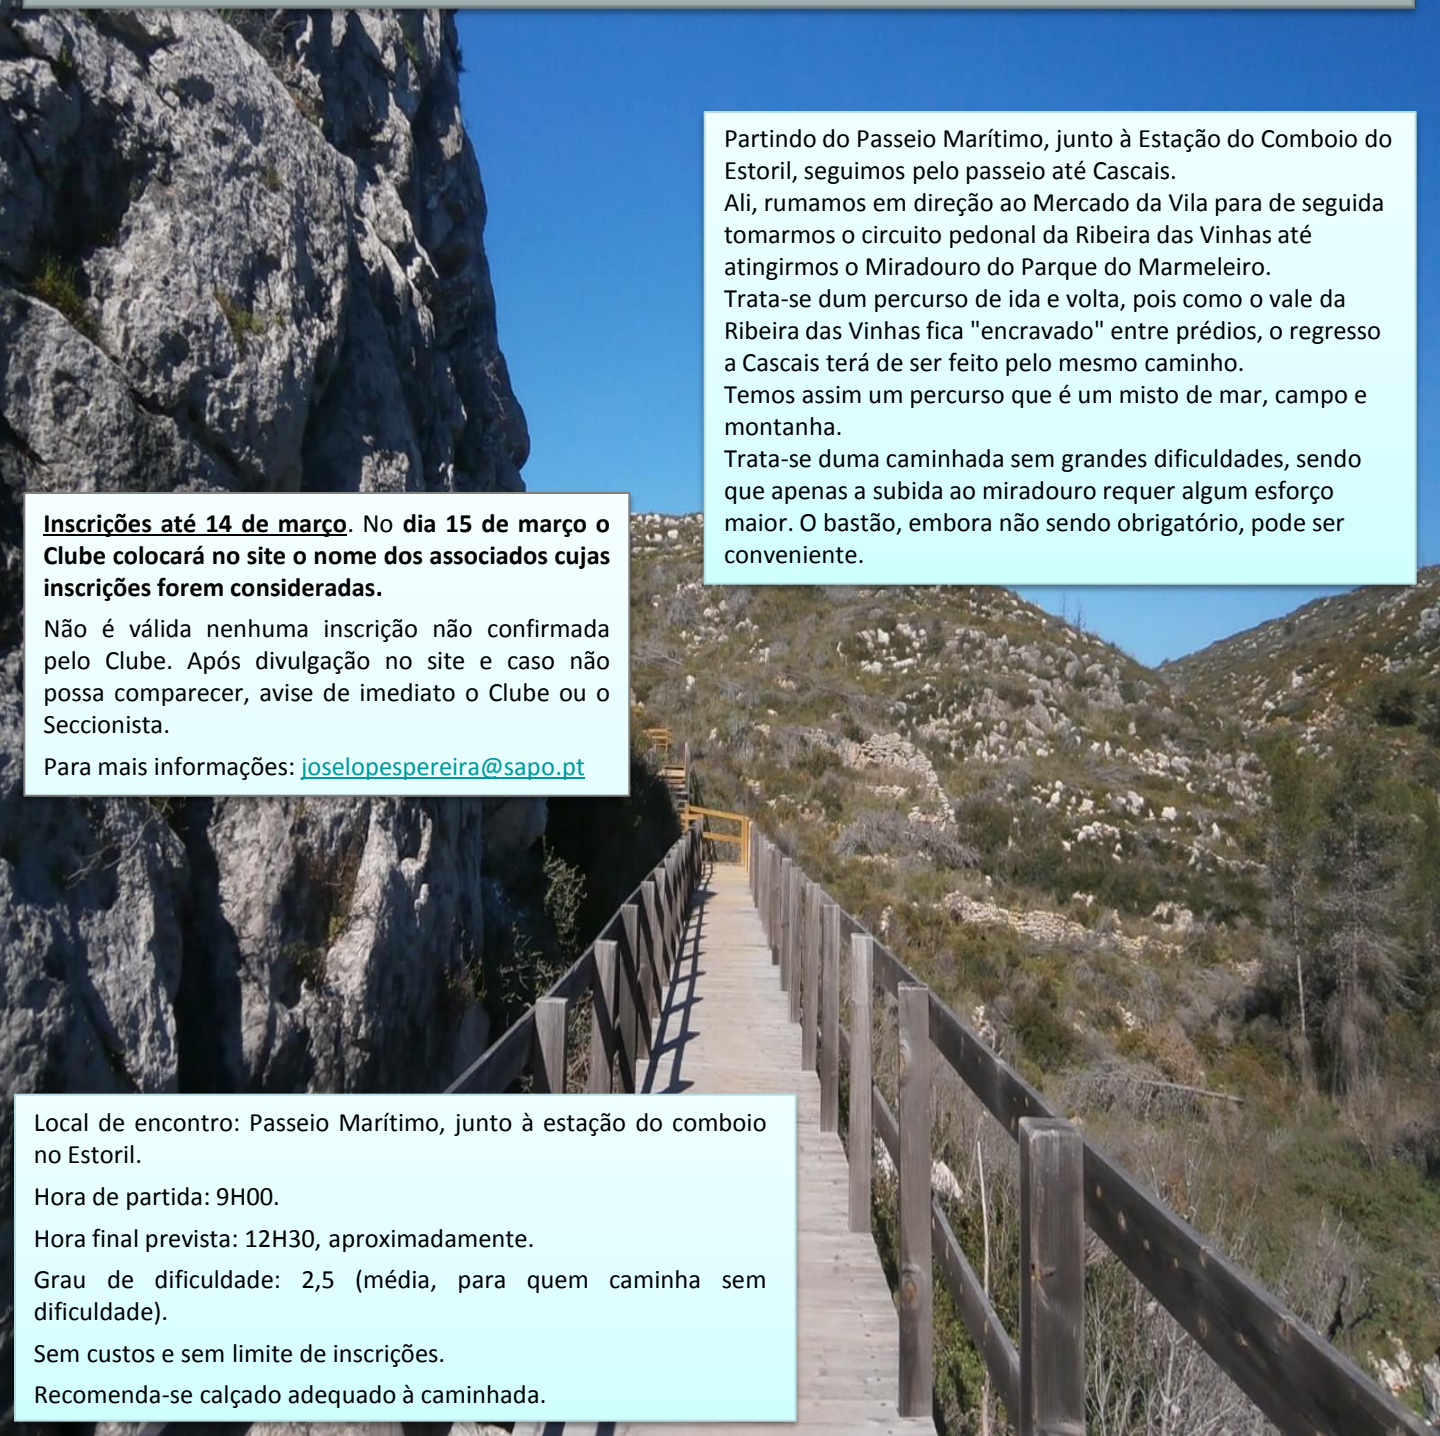 Partindo do Passeio Marítimo, junto à Estação do Comboio do
Estoril, seguimos pelo passeio até Cascais.
Ali, rumamos em direção ao Mercado da Vila para de seguida
tomarmos o circuito pedonal da Ribeira das Vinhas até
atingirmos o Miradouro do Parque do Marmeleiro.
Trata-se dum percurso de ida e volta, pois como o vale da
Ribeira das Vinhas fica "encravado" entre prédios, o regresso
a Cascais terá de ser feito pelo mesmo caminho.
Temos assim um percurso que é um misto de mar, campo e
montanha.
Trata-se duma caminhada sem grandes dificuldades, sendo
que apenas a subida ao miradouro requer algum esforço
maior. O bastão, embora não sendo obrigatório, pode ser
conveniente.
Inscrições até 14 de março. No dia 15 de março o
Clube colocará no site o nome dos associados cujas
inscrições forem consideradas.
Não é válida nenhuma inscrição não confirmada
pelo Clube. Após divulgação no site e caso não
possa comparecer, avise de imediato o Clube ou o
Seccionista.
Para mais informações: joselopespereira@sapo.pt
Local de encontro: Passeio Marítimo, junto à estação do comboio
no Estoril.
Hora de partida: 9H00.
Hora final prevista: 12H30, aproximadamente.
Grau de dificuldade: 2,5 (média, para quem caminha sem
dificuldade).
Sem custos e sem limite de inscrições.
Recomenda-se calçado adequado à caminhada.